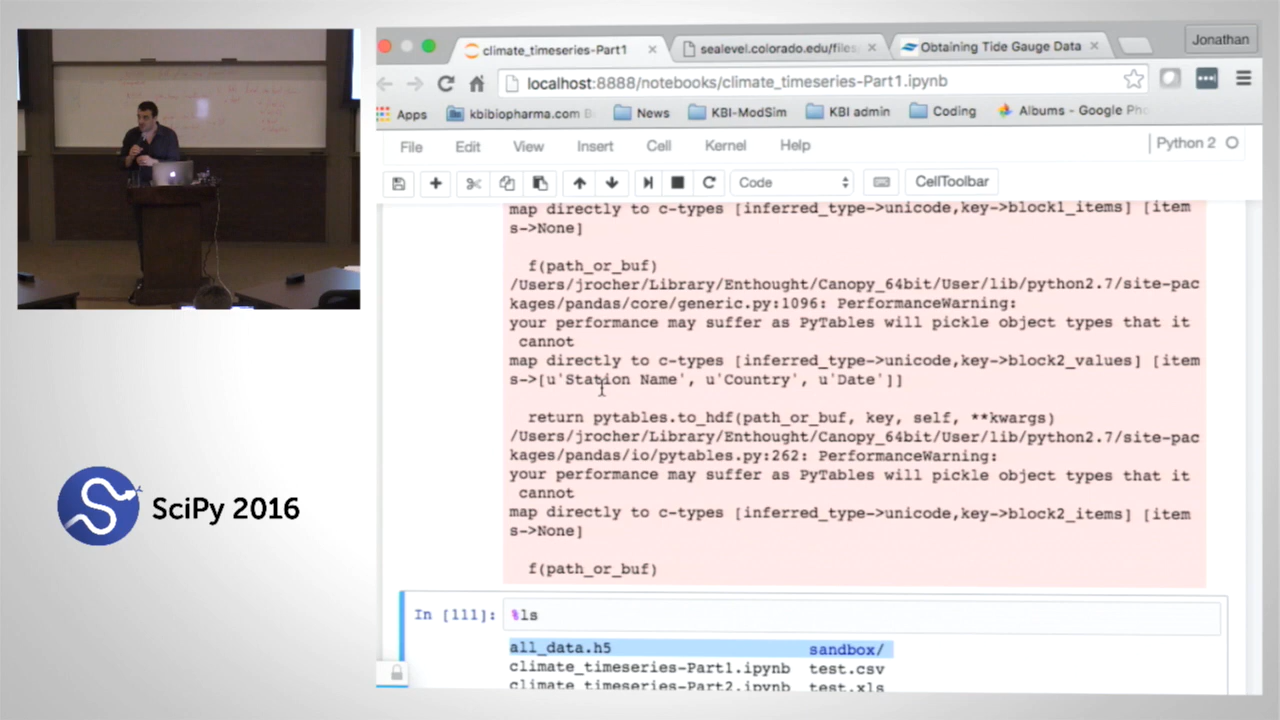 climate_timeseries-Part1
sealevel.colorado.edu/files
Obtaining Tide Gauge Data
Jonathan
localhost:8888/notebooks/climate_timeseries-Part1.ipynb
Apps
kbibiopharma.com
News
KBI-ModSim
KBI admin
Coding
Albums - Google Pho
File Edit View Insert Cell Kernel Help
Python 2
Code
CellToolbar
map directly to c-types [inferred_type->unicode,key->block1_items] [item
s->None]
f(path_or_buf)
/Users/jrocher/Library/Enthought/Canopy_64bit/User/lib/python2.7/site-pac
kages/pandas/core/generic.py:1096: PerformanceWarning:
your performance may suffer as PyTables will pickle object types that it
cannot
map directly to c-types [inferred_type->unicode,key->block2_values] [item
s->[u'Station Name', u'Country', u'Date']]
return pytables.to_hdf(path_or_buf, key, self, **kwargs)
/Users/jrocher/Library/Enthought/Canopy_64bit/User/lib/python2.7/site-pac
kages/pandas/io/pytables.py:262: PerformanceWarning:
your performance may suffer as PyTables will pickle object types that it
cannot
map directly to c-types [inferred_type->unicode,key->block2_items] [item
s->None]
f(path_or_buf)
In [111]: %ls
all_data.h5 sandbox/
climate_timeseries-Part1.ipynb test.csv
climate_timeseries-Part2.ipynb test.xls
SciPy 2016